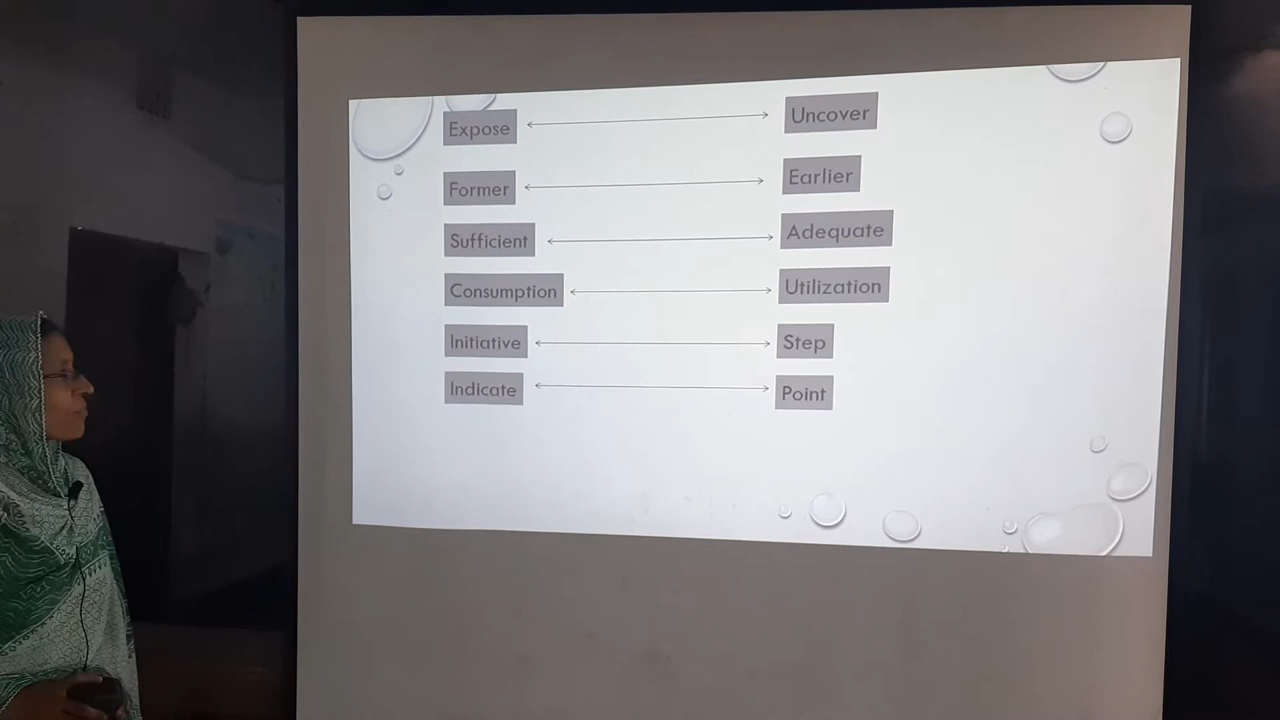 Expose Uncover
Former Earlier
Sufficient Adequate
Consumption Utilization
Initiative Step
Indicate Point